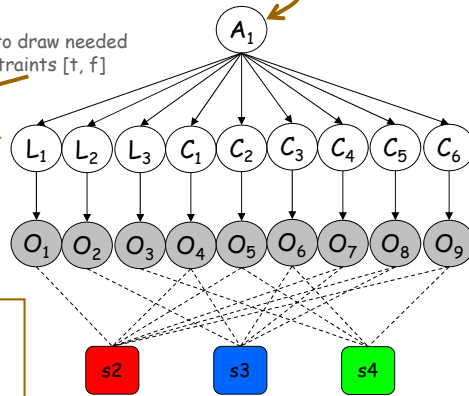 A1
to draw needed
traints [t, f]
L1 L2 L3 C1 C2 C3 C4 C5 C6
O1 O2 O3 O4 O5 O6 O7 O8 O9
s2 s3 s4